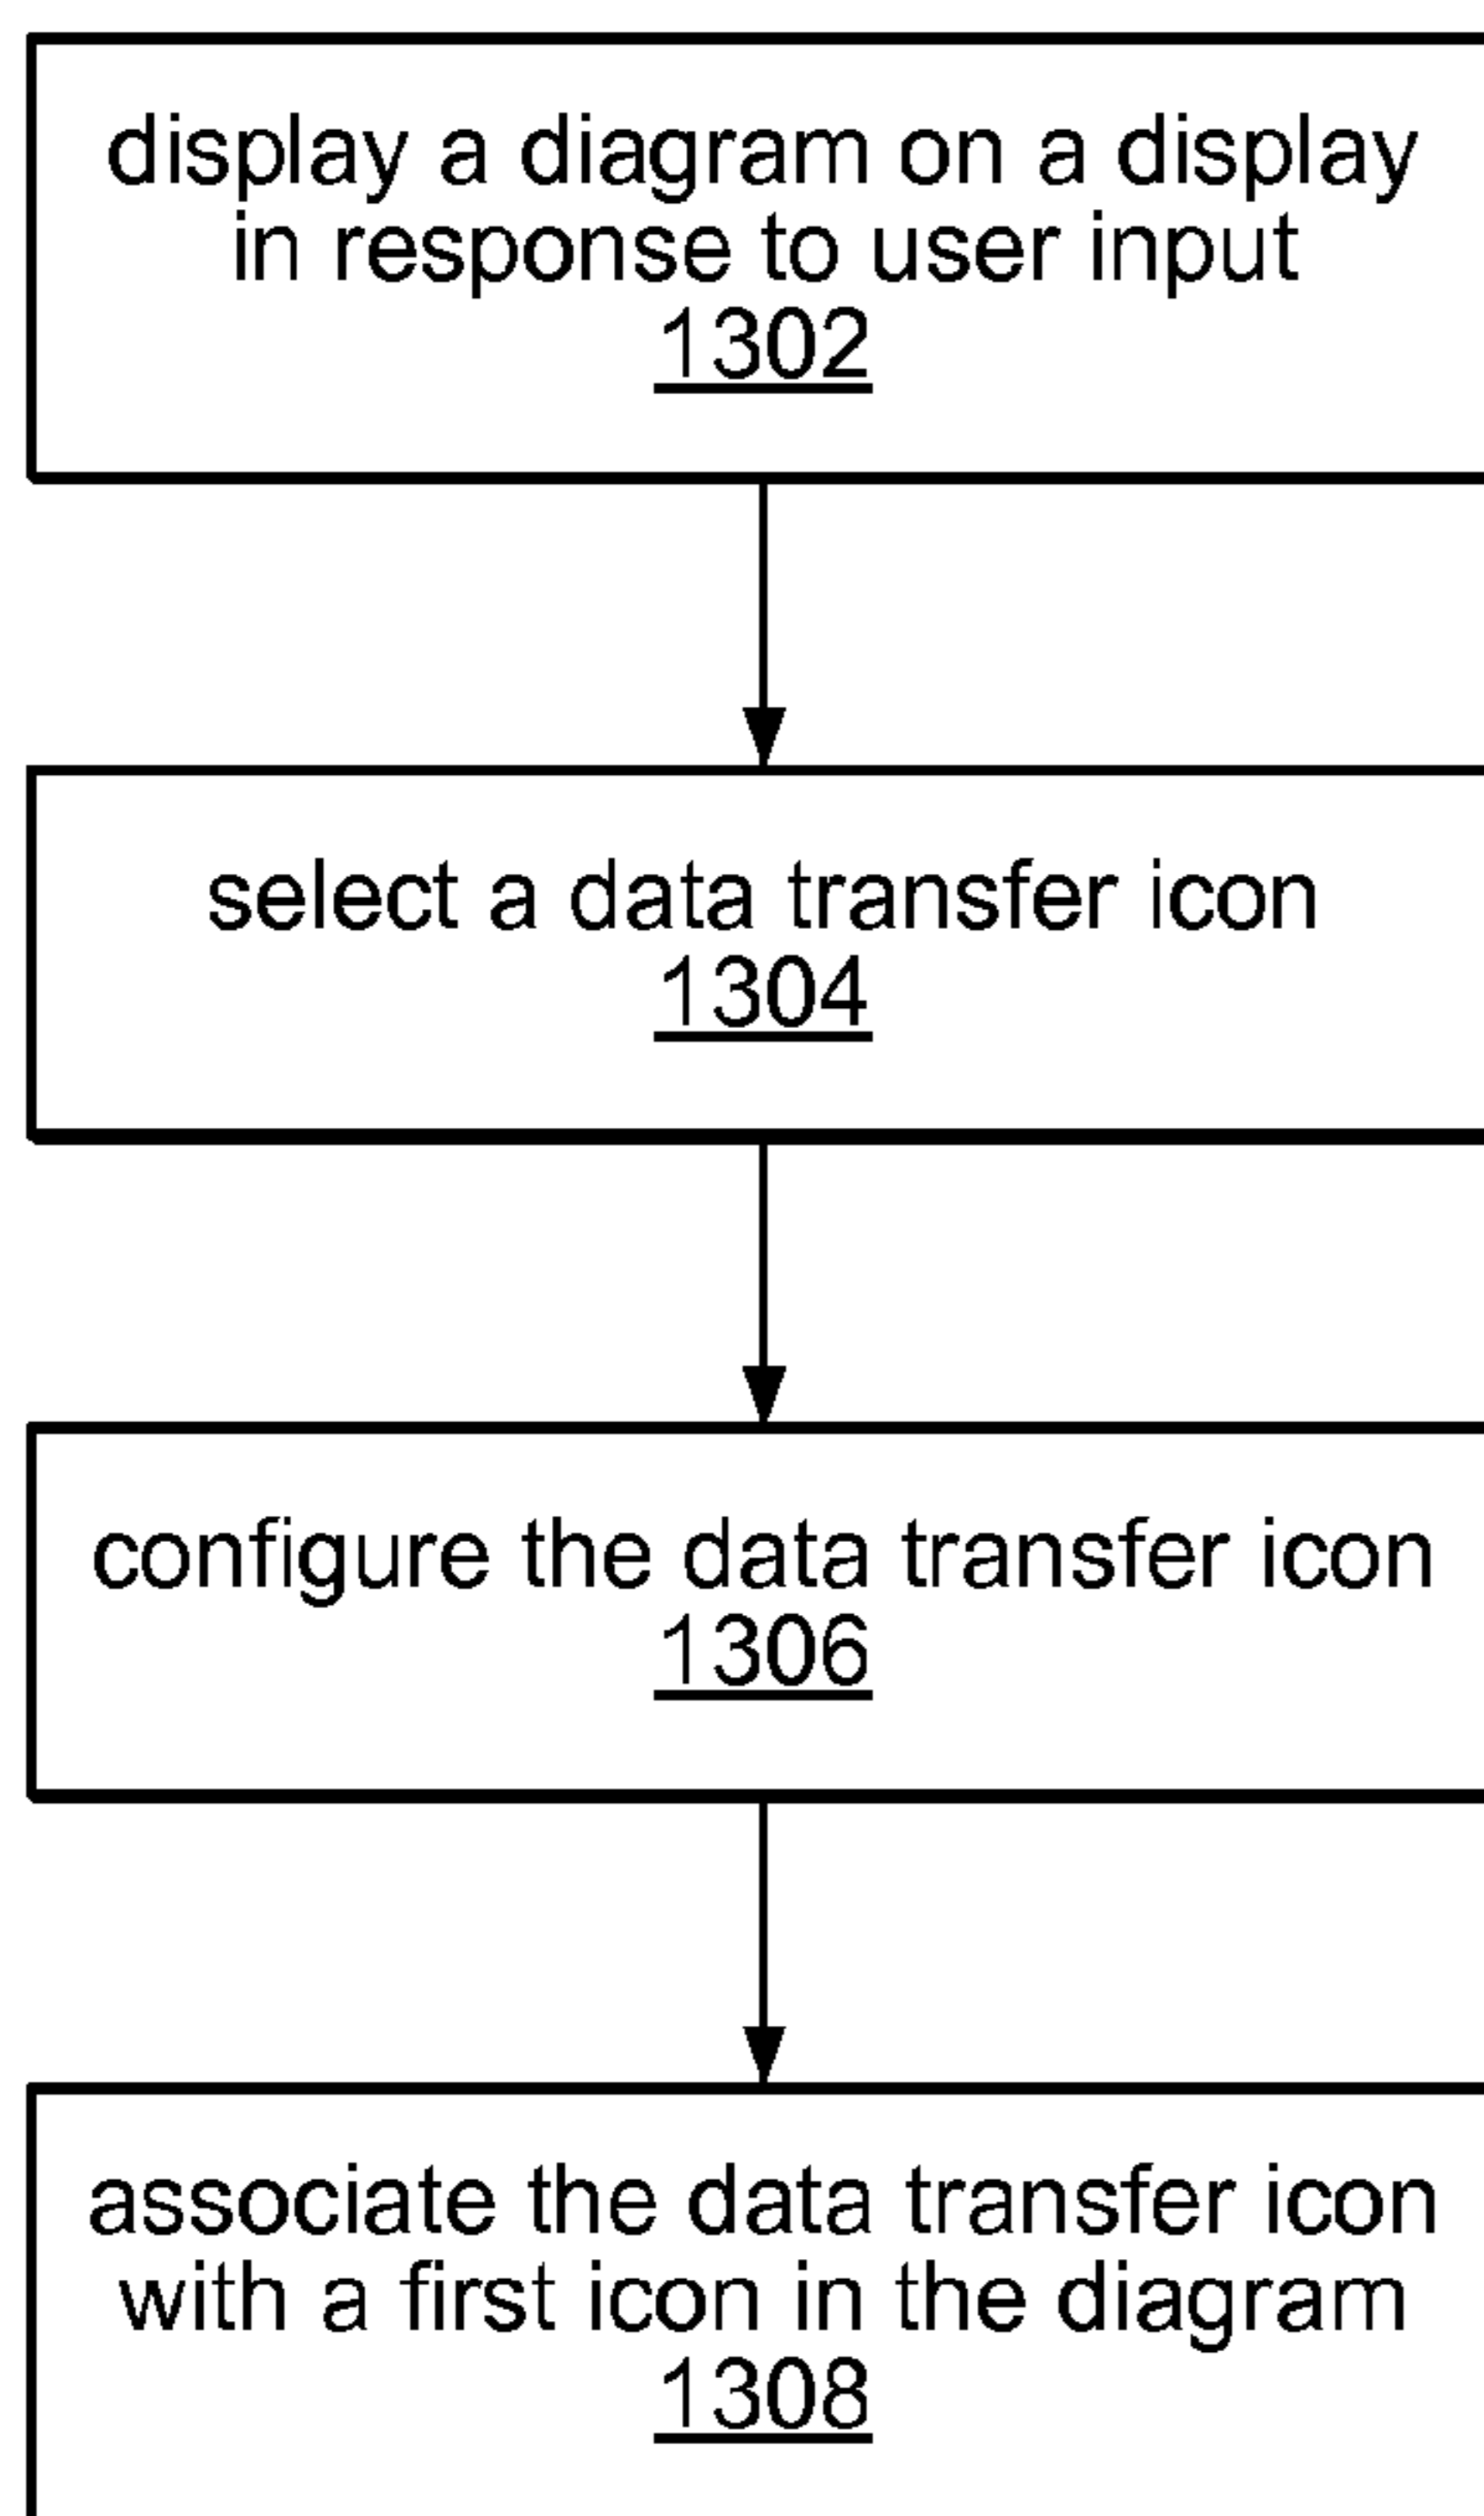 display a diagram on a display
in response to user input
1302
select a data transfer icon
1304
configure the data transfer icon
1306
associate the data transfer icon
with a first icon in the diagram
1308